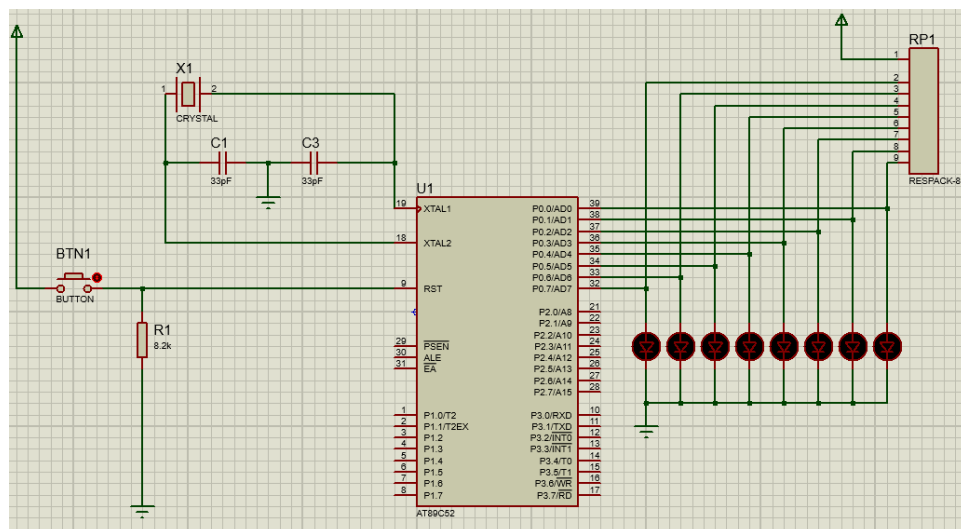 RP1
1
2
3
4
5
6
7
8
9
RESPACK-8
X1
1
2
CRYSTAL
C1
33pF
C3
33pF
BTN1
BUTTON
R1
8.2k
U1
19 XTAL1
18 XTAL2
9 RST
29 PSEN
30 ALE
31 EA
1 P1.0/T2
2 P1.1/T2EX
3 P1.2
4 P1.3
5 P1.4
6 P1.5
7 P1.6
8 P1.7
P0.0/AD0 39
P0.1/AD1 38
P0.2/AD2 37
P0.3/AD3 36
P0.4/AD4 35
P0.5/AD5 34
P0.6/AD6 33
P0.7/AD7 32
P2.0/A8 21
P2.1/A9 22
P2.2/A10 23
P2.3/A11 24
P2.4/A12 25
P2.5/A13 26
P2.6/A14 27
P2.7/A15 28
P3.0/RXD 10
P3.1/TXD 11
P3.2/INT0 12
P3.3/INT1 13
P3.4/T0 14
P3.5/T1 15
P3.6/WR 16
P3.7/RD 17
AT89C52